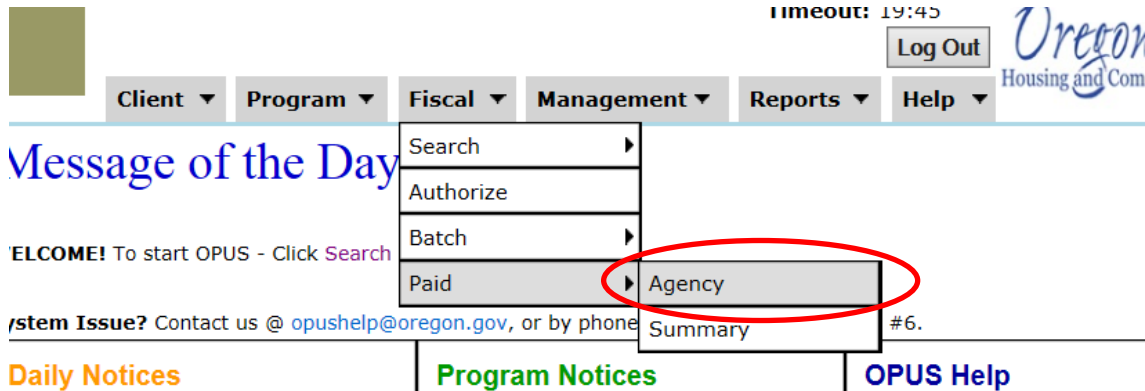 Timeout: 19:45
Log Out
Oregon
Housing and Com
Client Program Fiscal Management Reports Help
Message of the Day
Search
Authorize
Batch
Paid
Agency
Summary
ELCOME! To start OPUS - Click Search
ystem Issue? Contact us @ opushelp@oregon.gov, or by phone #6.
Daily Notices
Program Notices
OPUS Help